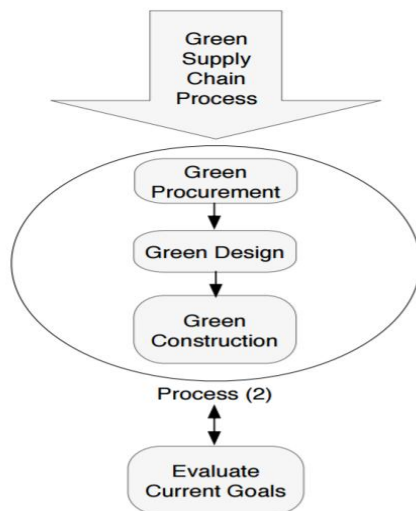 Green
Supply
Chain
Process
Green
Procurement
Green Design
Green
Construction
Process (2)
Evaluate
Current Goals